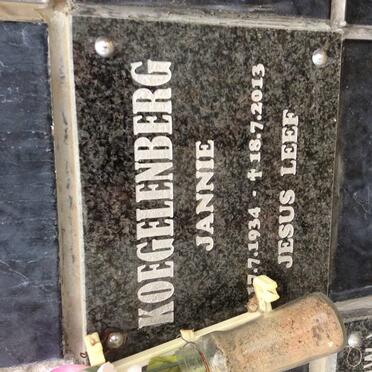 KOEGELENBERG
JANNIE
7.7.1934 - ✝ 18.7.2013
JESUS LEEF